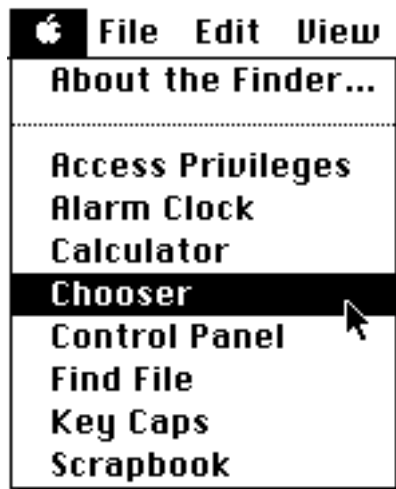 File Edit View
About the Finder...
Access Privileges
Alarm Clock
Calculator
Chooser
Control Panel
Find File
Key Caps
Scrapbook